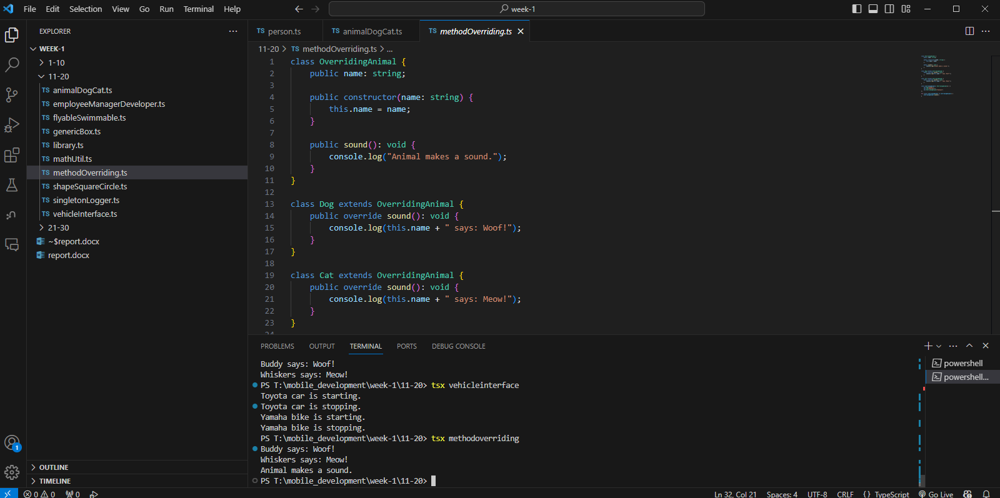 File Edit Selection View Go Run Terminal Help
week-1
EXPLORER
WEEK-1
1-10
11-20
TS animalDogCat.ts
TS employeeManagerDeveloper.ts
TS flyableSwimmable.ts
TS genericBox.ts
TS library.ts
TS mathUtil.ts
TS methodOverriding.ts
TS shapeSquareCircle.ts
TS singletonLogger.ts
TS vehicleInterface.ts
21-30
~$report.docx
report.docx
OUTLINE
TIMELINE
TS person.ts
TS animalDogCat.ts
TS methodOverriding.ts
11-20 > TS methodOverriding.ts > ...
1 class OverridingAnimal {
2 public name: string;
3
4 public constructor(name: string) {
5 this.name = name;
6 }
7
8 public sound(): void {
9 console.log("Animal makes a sound.");
10 }
11 }
12
13 class Dog extends OverridingAnimal {
14 public override sound(): void {
15 console.log(this.name + " says: Woof!");
16 }
17 }
18
19 class Cat extends OverridingAnimal {
20 public override sound(): void {
21 console.log(this.name + " says: Meow!");
22 }
23 }
24
PROBLEMS OUTPUT TERMINAL PORTS DEBUG CONSOLE
Buddy says: Woof!
Whiskers says: Meow!
PS T:\mobile_development\week-1\11-20> tsx vehicleinterface
Toyota car is starting.
Toyota car is stopping.
Yamaha bike is starting.
Yamaha bike is stopping.
PS T:\mobile_development\week-1\11-20> tsx methodoverriding
Buddy says: Woof!
Whiskers says: Meow!
Animal makes a sound.
PS T:\mobile_development\week-1\11-20>
powershell
powershell...
1
0 0 0
Ln 32, Col 21 Spaces: 4 UTF-8 CRLF {} TypeScript Go Live